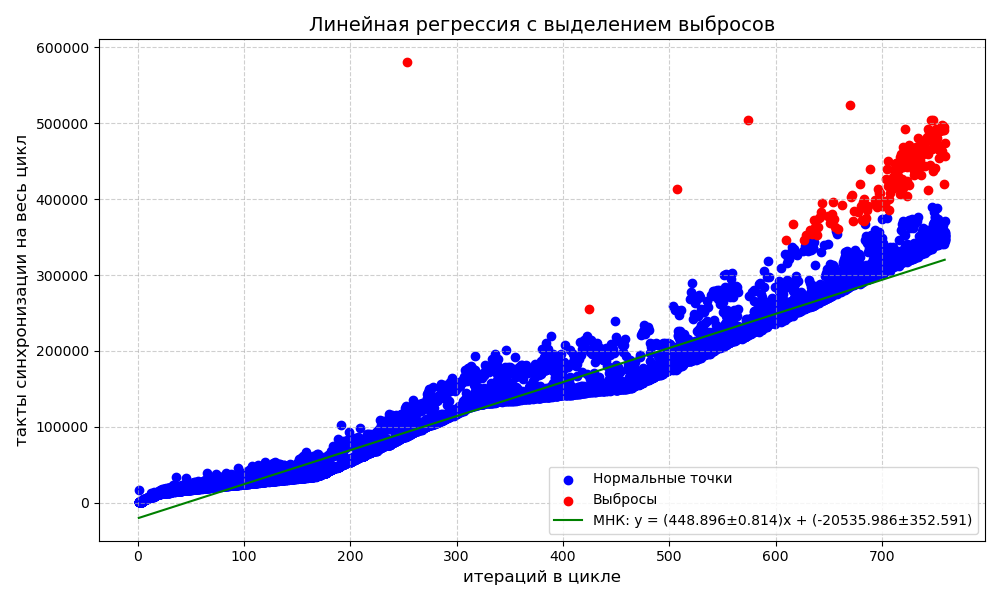 Линейная регрессия с выделением выбросов
такты синхронизации на весь цикл
600000
500000
400000
300000
200000
100000
0
Нормальные точки
Выбросы
МНК: y = (448.896±0.814)x + (-20535.986±352.591)
0 100 200 300 400 500 600 700
итераций в цикле